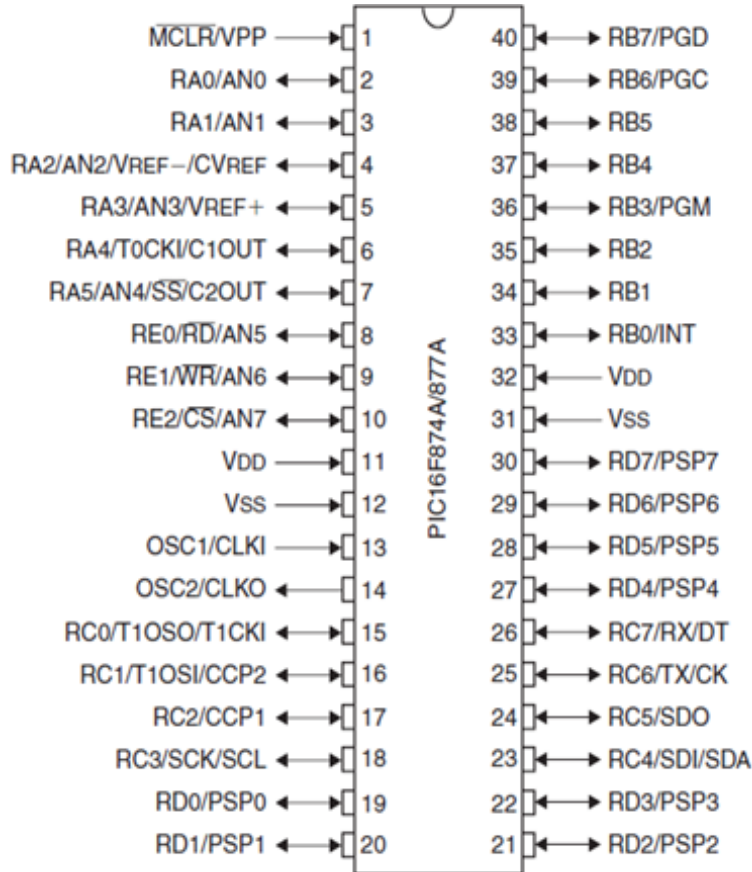 MCLR/VPP 1 40 RB7/PGD
RA0/AN0 2 39 RB6/PGC
RA1/AN1 3 38 RB5
RA2/AN2/VREF-/CVREF 4 37 RB4
RA3/AN3/VREF+ 5 36 RB3/PGM
RA4/T0CKI/C1OUT 6 35 RB2
RA5/AN4/SS/C2OUT 7 34 RB1
RE0/RD/AN5 8 33 RB0/INT
RE1/WR/AN6 9 32 VDD
RE2/CS/AN7 10 31 VSS
VDD 11 30 RD7/PSP7
VSS 12 29 RD6/PSP6
OSC1/CLKI 13 28 RD5/PSP5
OSC2/CLKO 14 27 RD4/PSP4
RC0/T1OSO/T1CKI 15 26 RC7/RX/DT
RC1/T1OSI/CCP2 16 25 RC6/TX/CK
RC2/CCP1 17 24 RC5/SDO
RC3/SCK/SCL 18 23 RC4/SDI/SDA
RD0/PSP0 19 22 RD3/PSP3
RD1/PSP1 20 21 RD2/PSP2
PIC16F874A/877A